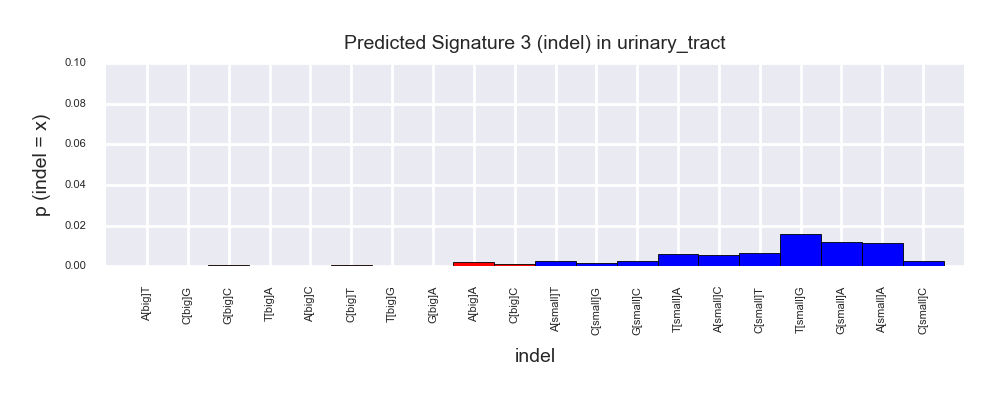 Predicted Signature 3 (indel) in urinary_tract
p (indel = x)
0.10
0.08
0.06
0.04
0.02
0.00
A[big]T
C[big]G
G[big]C
T[big]A
A[big]C
C[big]T
T[big]G
G[big]A
A[big]A
C[big]C
A[small]T
C[small]G
G[small]C
T[small]A
A[small]C
C[small]T
T[small]G
G[small]A
A[small]A
C[small]C
indel